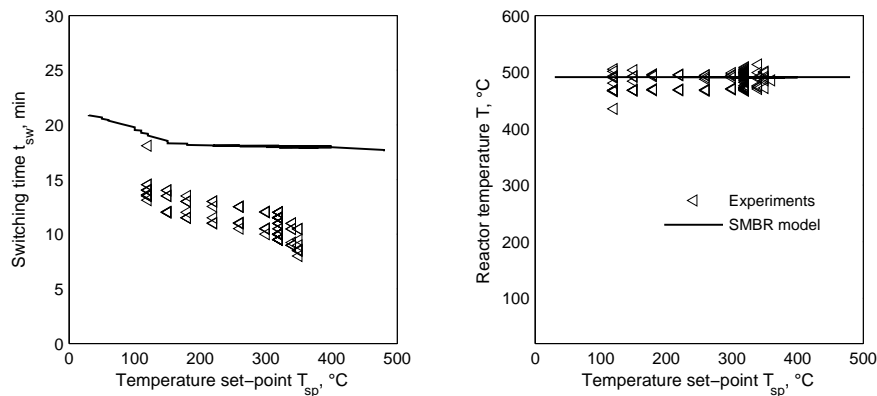 30
25
20
15
10
5
0
0 100 200 300 400 500
Switching time t_sw, min
Temperature set−point T_sp, °C
600
500
400
300
200
100
0 100 200 300 400 500
Reactor temperature T, °C
Temperature set−point T_sp, °C
Experiments
SMBR model